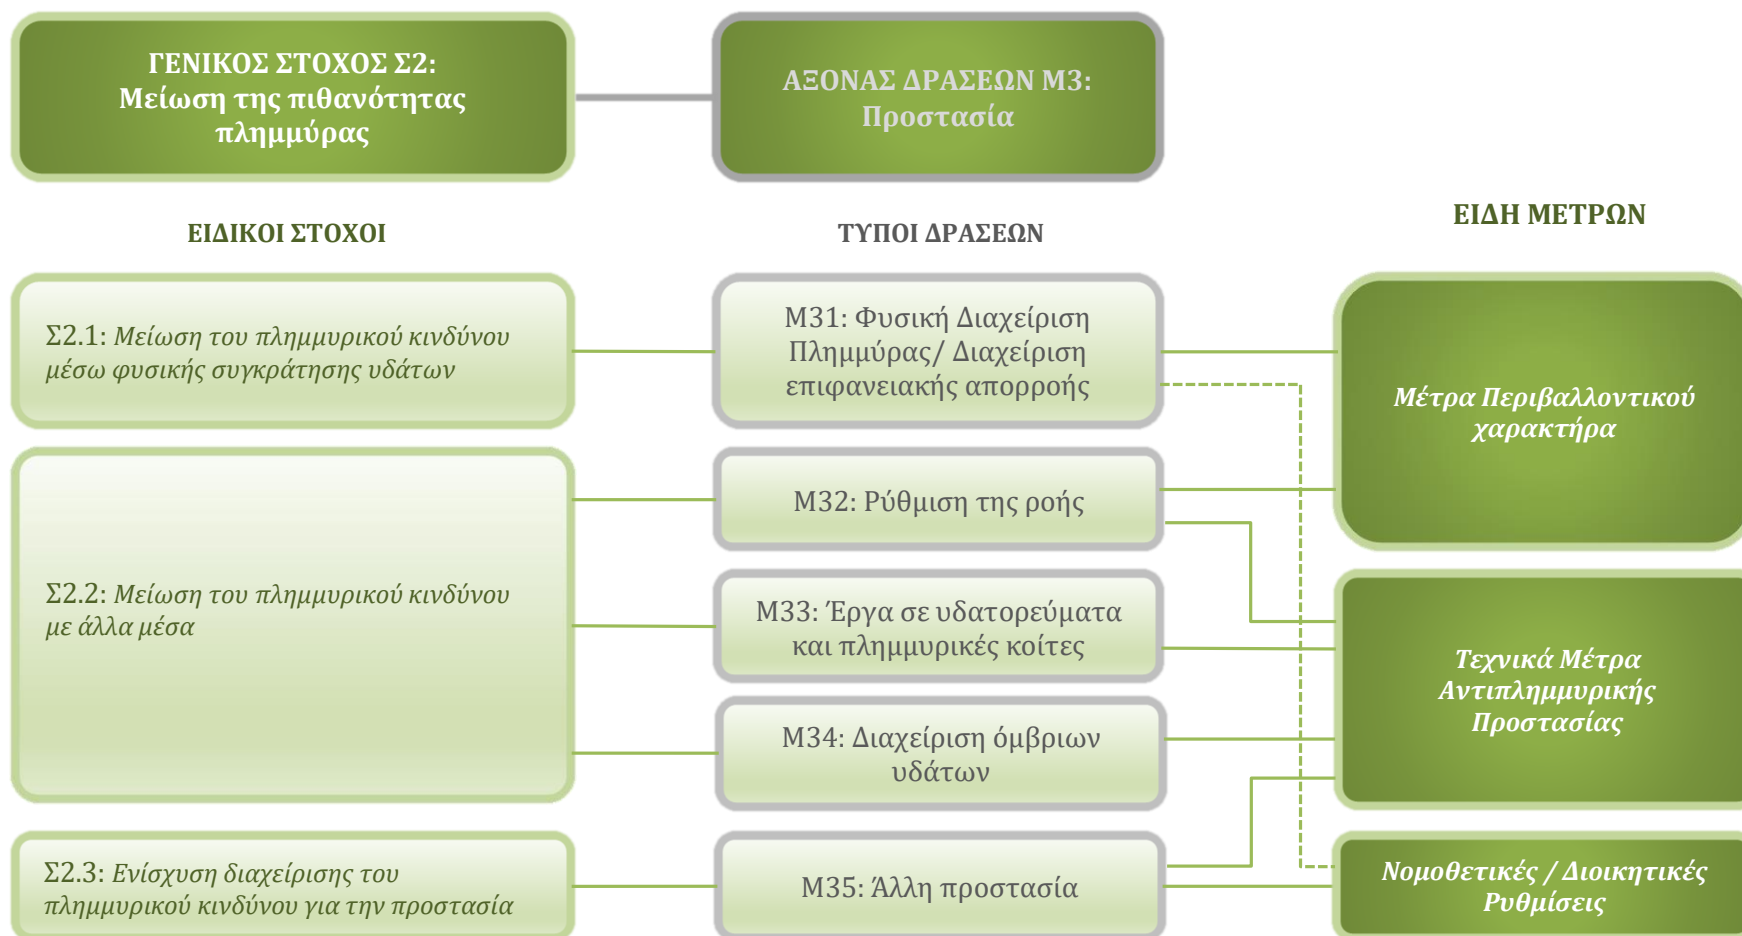 ΓΕΝΙΚΟΣ ΣΤΟΧΟΣ Σ2:
Μείωση της πιθανότητας
πλημμύρας
ΑΞΟΝΑΣ ΔΡΑΣΕΩΝ Μ3:
Προστασία
ΕΙΔΙΚΟΙ ΣΤΟΧΟΙ
ΤΥΠΟΙ ΔΡΑΣΕΩΝ
ΕΙΔΗ ΜΕΤΡΩΝ
Σ2.1: Μείωση του πλημμυρικού κινδύνου
μέσω φυσικής συγκράτησης υδάτων
Μ31: Φυσική Διαχείριση
Πλημμύρας/ Διαχείριση
επιφανειακής απορροής
Μέτρα Περιβαλλοντικού
χαρακτήρα
Σ2.2: Μείωση του πλημμυρικού κινδύνου
με άλλα μέσα
Μ32: Ρύθμιση της ροής
Μ33: Έργα σε υδατορεύματα
και πλημμυρικές κοίτες
Μ34: Διαχείριση όμβριων
υδάτων
Τεχνικά Μέτρα
Αντιπλημμυρικής
Προστασίας
Σ2.3: Ενίσχυση διαχείρισης του
πλημμυρικού κινδύνου για την προστασία
Μ35: Άλλη προστασία
Νομοθετικές / Διοικητικές
Ρυθμίσεις